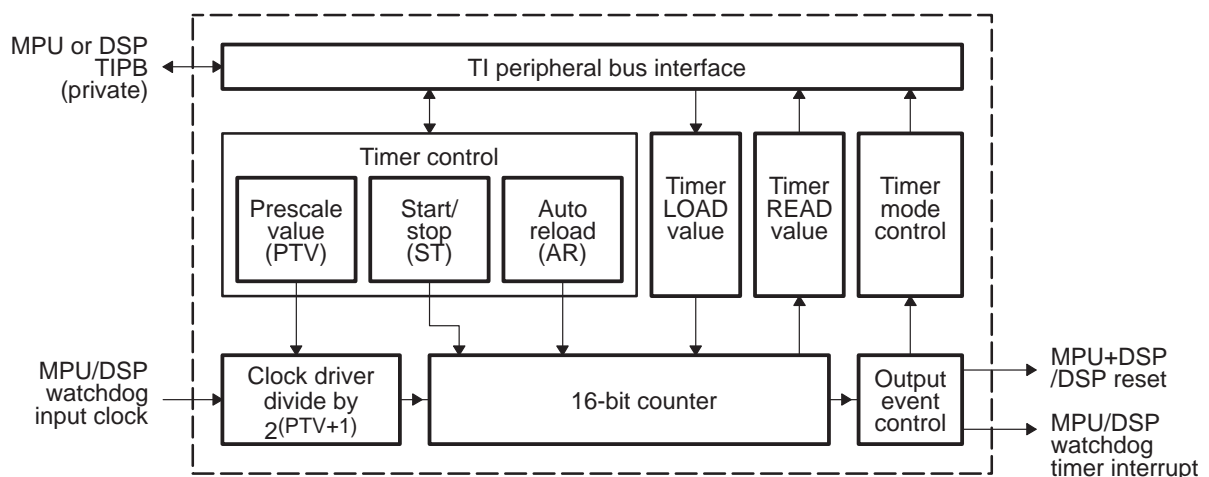 MPU or DSP
TIPB
(private)
TI peripheral bus interface
Timer control
Prescale
value
(PTV)
Start/
stop
(ST)
Auto
reload
(AR)
Timer
LOAD
value
Timer
READ
value
Timer
mode
control
MPU/DSP
watchdog
input clock
Clock driver
divide by
2(PTV+1)
16-bit counter
Output
event
control
MPU+DSP
/DSP reset
MPU/DSP
watchdog
timer interrupt